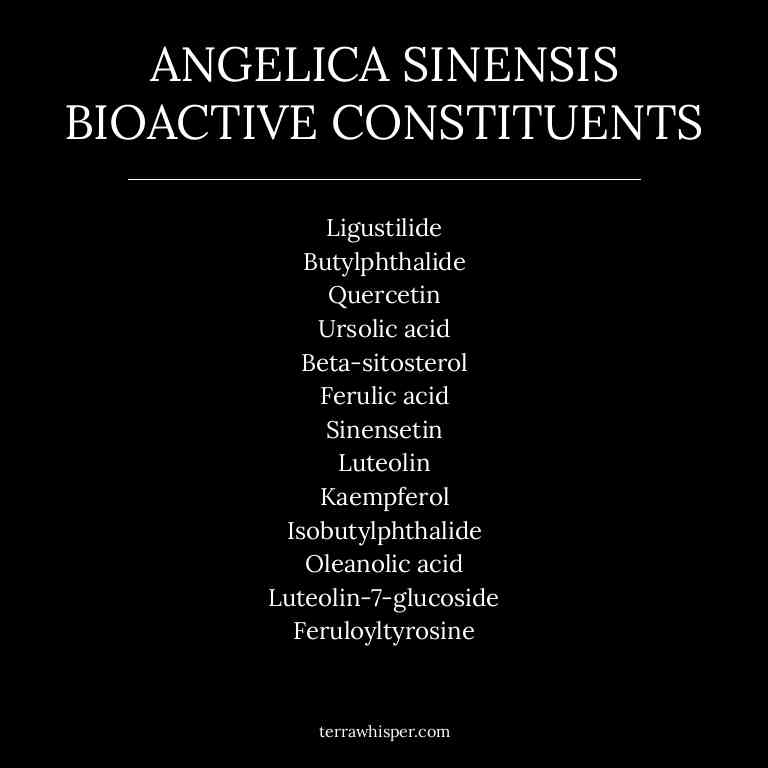 ANGELICA SINENSIS
BIOACTIVE CONSTITUENTS
Ligustilide
Butylphthalide
Quercetin
Ursolic acid
Beta-sitosterol
Ferulic acid
Sinensetin
Luteolin
Kaempferol
Isobutylphthalide
Oleanolic acid
Luteolin-7-glucoside
Feruloyltyrosine
terrawhisper.com